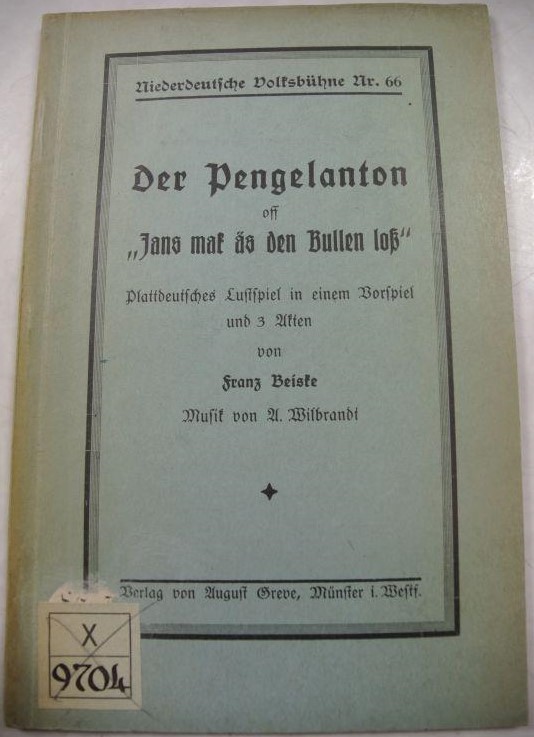 Niederdeutsche Volksbühne Nr. 66
Der Pengelanton
off
„Jans mak äs den Bullen loß“
Plattdeutsches Lustspiel in einem Vorspiel
und 3 Akten
von
Franz Beiske
Musik von A. Wilbrandt
Verlag von August Greve, Münster i. Westf.
X
9704